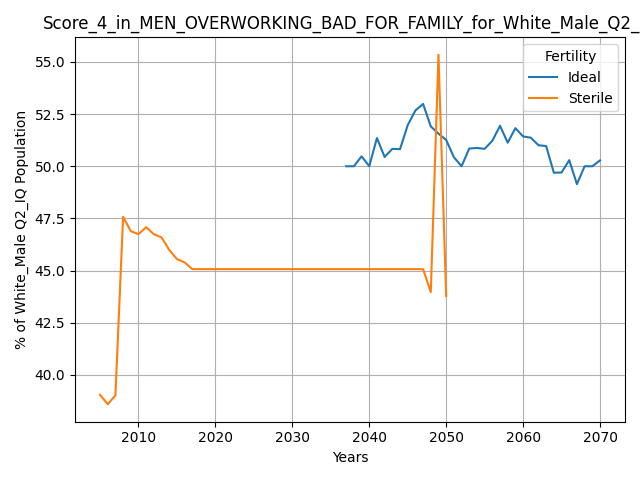 Score_4_in_MEN_OVERWORKING_BAD_FOR_FAMILY_for_White_Male_Q2_
Fertility
Ideal
Sterile
% of White_Male Q2_IQ Population
55.0
52.5
50.0
47.5
45.0
42.5
40.0
2010 2020 2030 2040 2050 2060 2070
Years